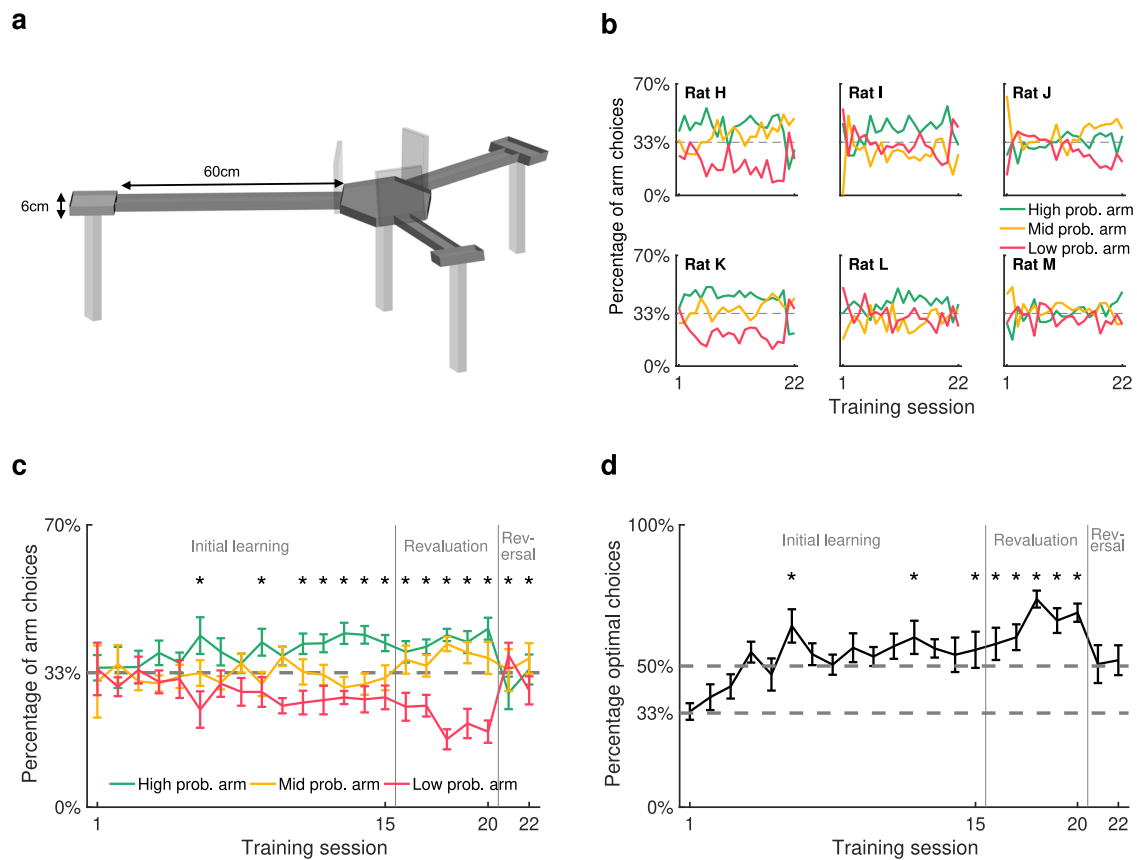 a
60cm
6cm
b
Percentage of arm choices
70%
33%
0%
Rat H
Rat I
Rat J
High prob. arm
Mid prob. arm
Low prob. arm
70%
33%
0%
Rat K
Rat L
Rat M
1
22
1
22
1
22
Training session
c
Percentage of arm choices
70%
33%
0%
Initial learning
Revaluation
Rev-
ersal
* * * * * * * * * * * * * *
High prob. arm
Mid prob. arm
Low prob. arm
1
15
20
22
Training session
d
Percentage optimal choices
100%
50%
33%
0%
Initial learning
Revaluation
Rev-
ersal
* * * * * * * *
1
15
20
22
Training session